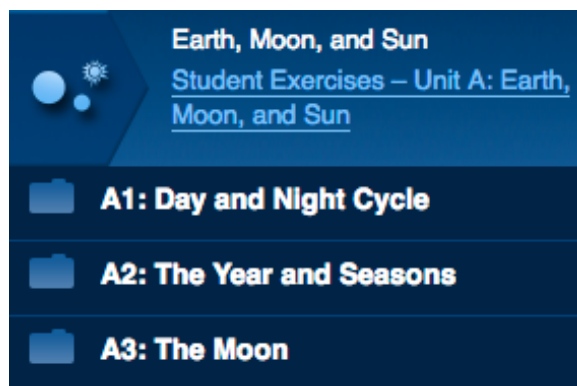 Earth, Moon, and Sun
Student Exercises – Unit A: Earth,
Moon, and Sun
A1: Day and Night Cycle
A2: The Year and Seasons
A3: The Moon